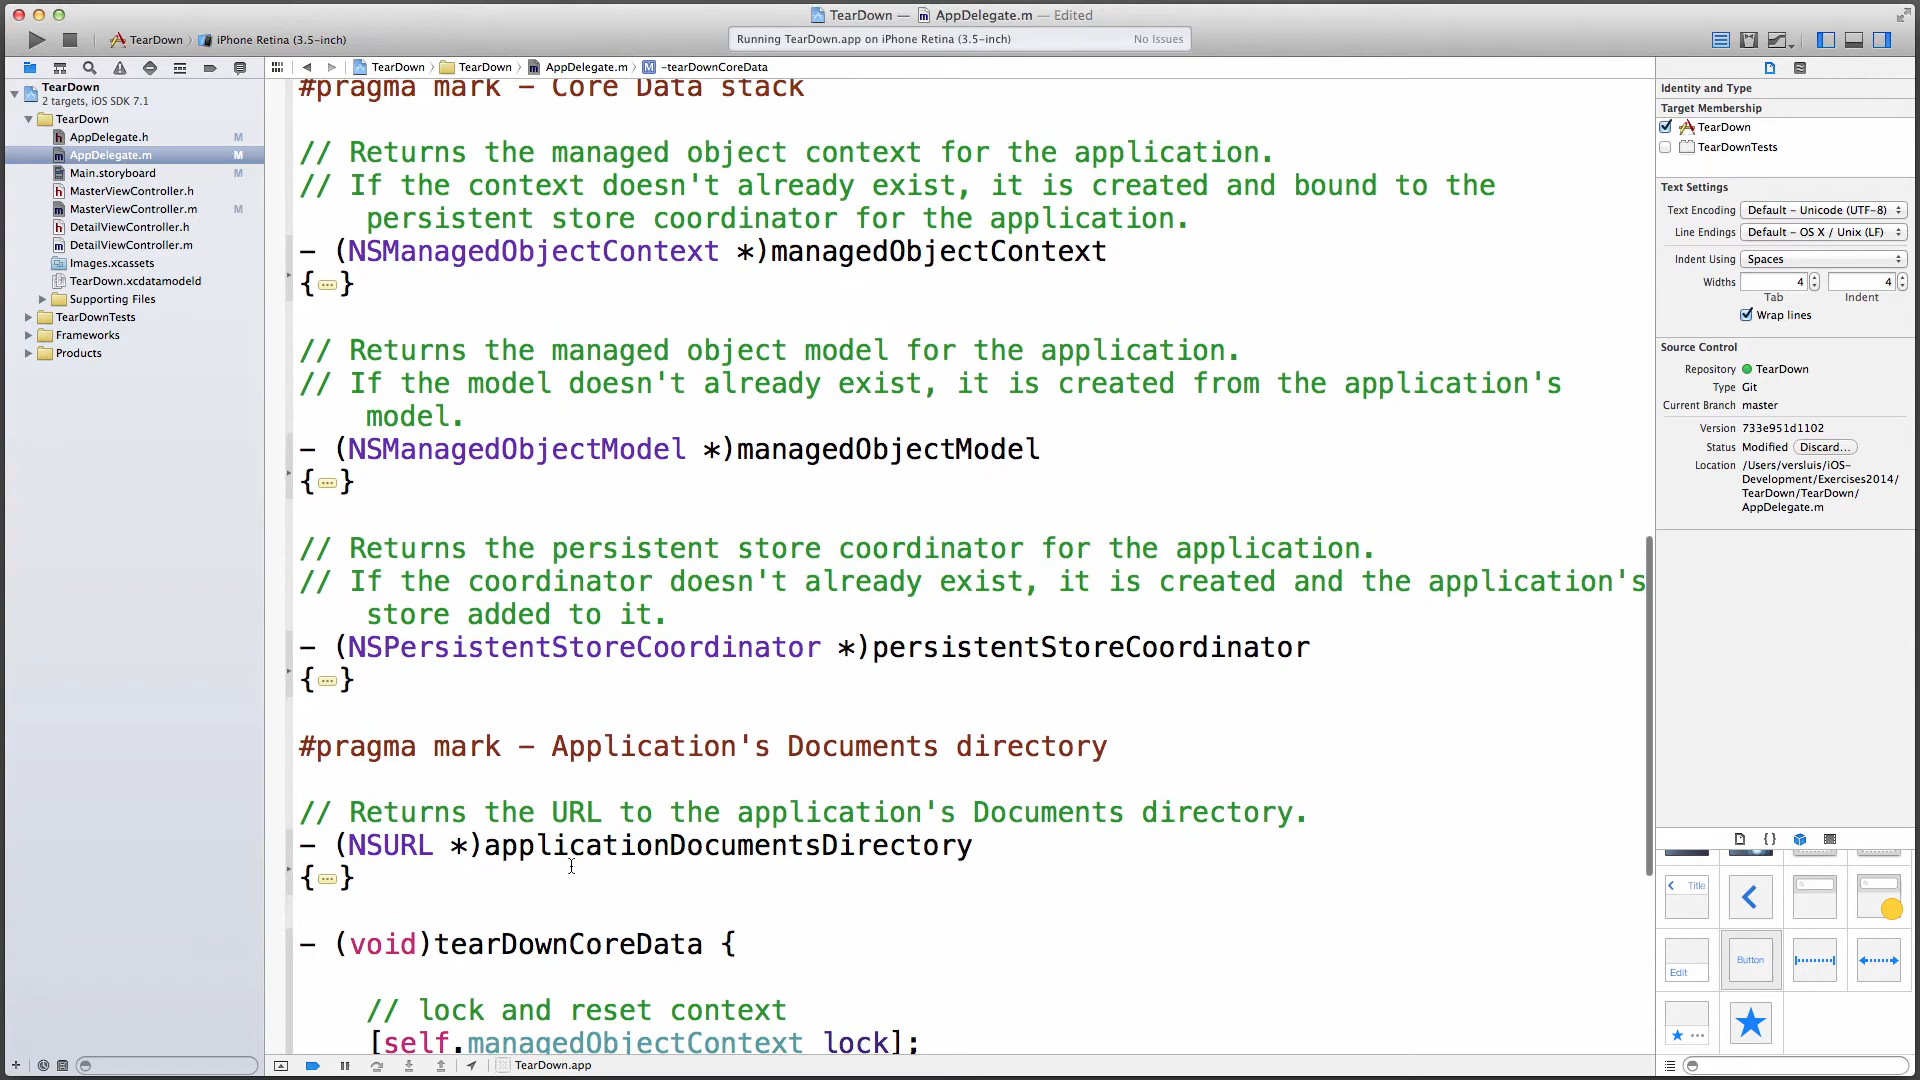 TearDown — AppDelegate.m — Edited
TearDown 〉 iPhone Retina (3.5-inch)
Running TearDown.app on iPhone Retina (3.5-inch)
No Issues
TearDown 〉 TearDown 〉 AppDelegate.m 〉 -tearDownCoreData
TearDown
2 targets, iOS SDK 7.1
TearDown
AppDelegate.h M
AppDelegate.m M
Main.storyboard M
MasterViewController.h
MasterViewController.m M
DetailViewController.h
DetailViewController.m
Images.xcassets
TearDown.xcdatamodeld
Supporting Files
TearDownTests
Frameworks
Products
#pragma mark - Core Data stack
// Returns the managed object context for the application.
// If the context doesn't already exist, it is created and bound to the
persistent store coordinator for the application.
- (NSManagedObjectContext *)managedObjectContext
{...}
// Returns the managed object model for the application.
// If the model doesn't already exist, it is created from the application's
model.
- (NSManagedObjectModel *)managedObjectModel
{...}
// Returns the persistent store coordinator for the application.
// If the coordinator doesn't already exist, it is created and the application's
store added to it.
- (NSPersistentStoreCoordinator *)persistentStoreCoordinator
{...}
#pragma mark - Application's Documents directory
// Returns the URL to the application's Documents directory.
- (NSURL *)applicationDocumentsDirectory
{...}
- (void)tearDownCoreData {
// lock and reset context
[self.managedObjectContext lock];
TearDown.app
Identity and Type
Target Membership
TearDown
TearDownTests
Text Settings
Text Encoding Default - Unicode (UTF-8)
Line Endings Default - OS X / Unix (LF)
Indent Using Spaces
Widths 4 4
Tab Indent
Wrap lines
Source Control
Repository TearDown
Type Git
Current Branch master
Version 733e951d1102
Status Modified Discard...
Location /Users/versluis/iOS-
Development/Exercises2014/
TearDown/TearDown/
AppDelegate.m
Title
Edit
Button